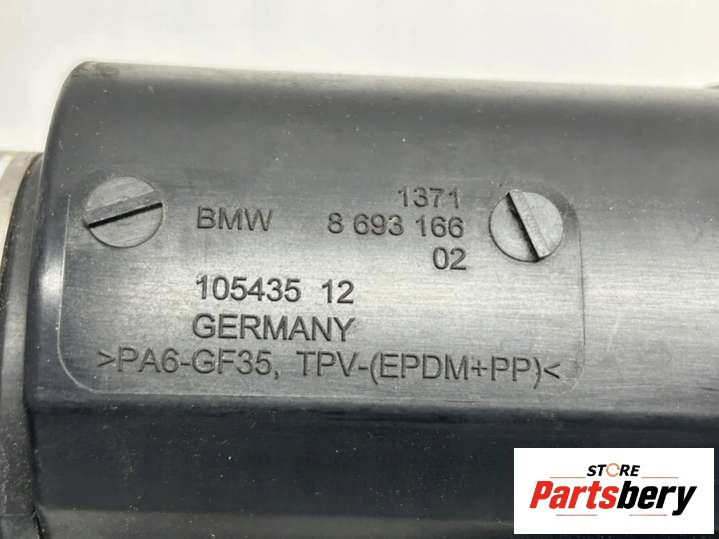 1371
BMW 8 693 166
02
105435 12
GERMANY
>PA6-GF35, TPV-(EPDM+PP)<
STORE
Partsbery